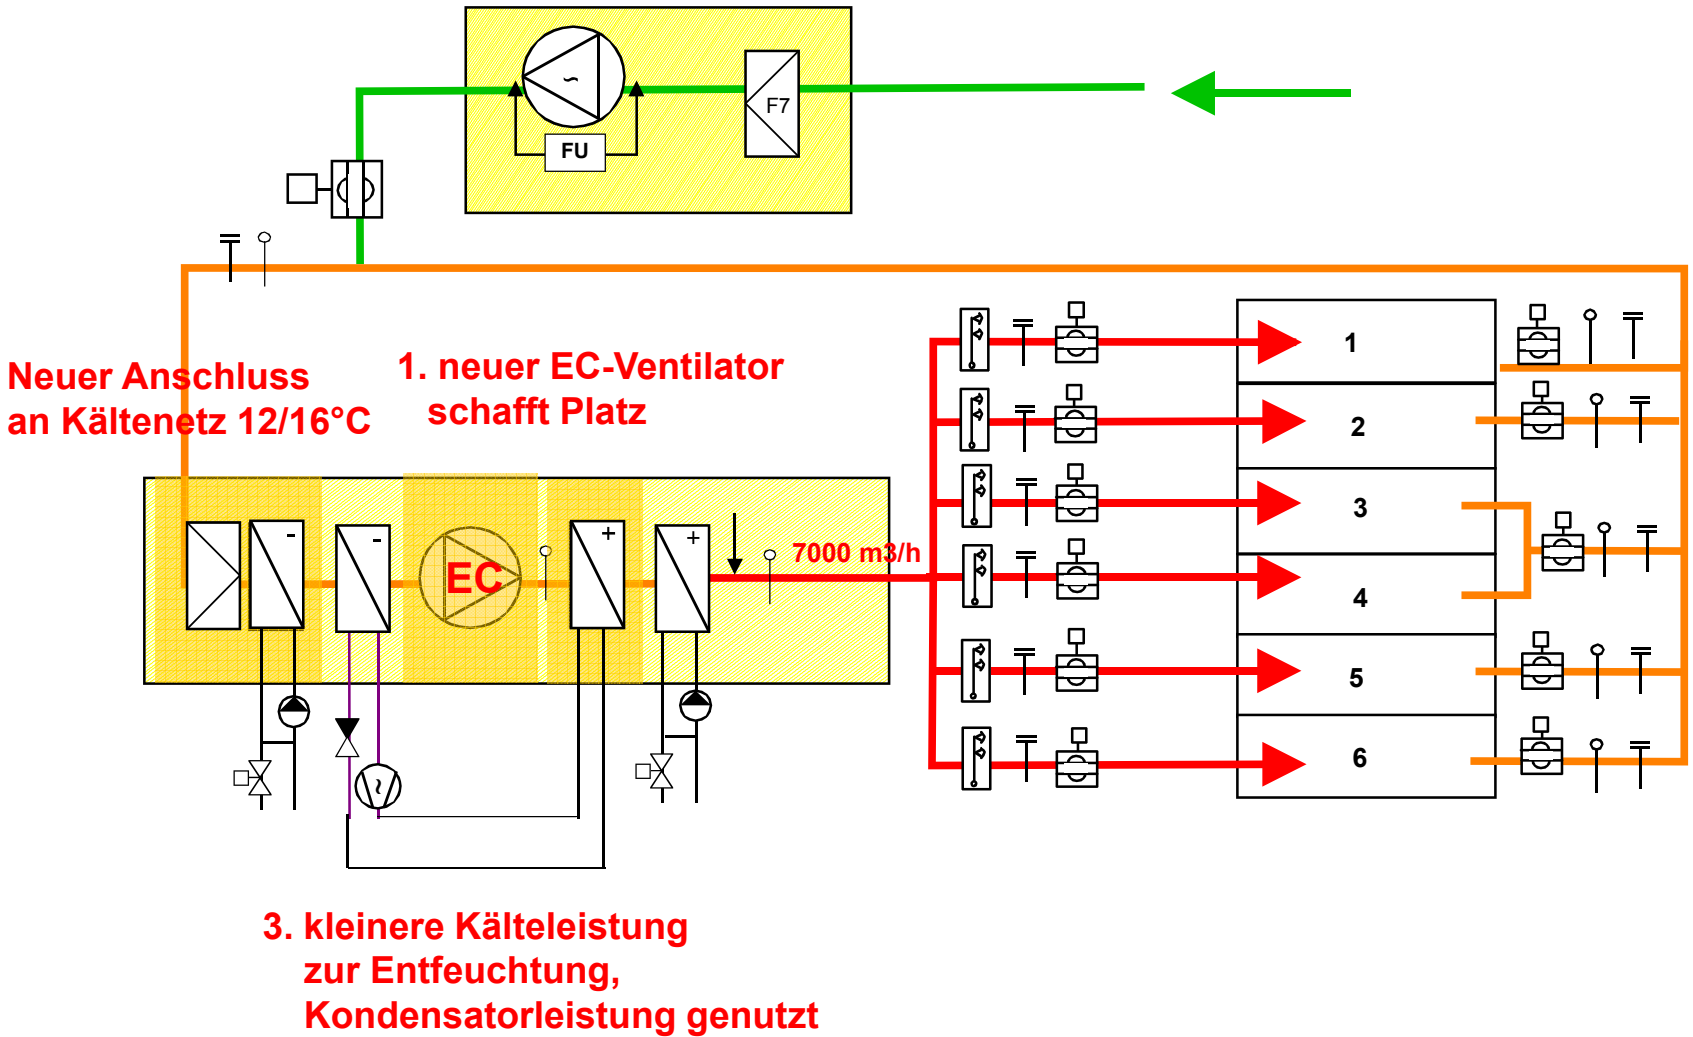 ~
F7
FU
Neuer Anschluss
an Kältenetz 12/16°C
1. neuer EC-Ventilator
schafft Platz
-
-
EC
+
+
7000 m3/h
~
1
2
3
4
5
6
3. kleinere Kälteleistung
zur Entfeuchtung,
Kondensatorleistung genutzt